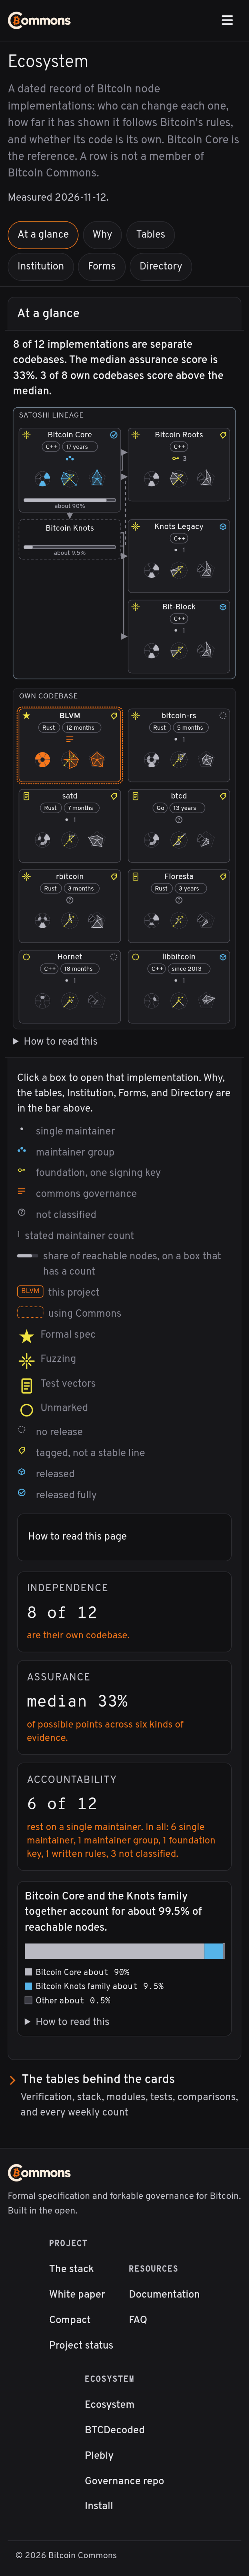 Commons
Ecosystem
A dated record of Bitcoin node
implementations: who can change each one,
how far it has shown it follows Bitcoin's rules,
and whether its code is its own. Bitcoin Core is
the reference. A row is not a member of
Bitcoin Commons.
Measured 2026-11-12.
At a glance
Why
Tables
Institution
Forms
Directory
At a glance
8 of 12 implementations are separate
codebases. The median assurance score is
33%. 3 of 8 own codebases score above the
median.
SATOSHI LINEAGE
Bitcoin Core
C++ 17 years
about 90%
Bitcoin Roots
C++
3
Bitcoin Knots
about 9.5%
Knots Legacy
C++
1
Bit-Block
C++
1
OWN CODEBASE
BLVM
Rust 12 months
bitcoin-rs
Rust 5 months
satd
Rust 7 months
1
btcd
Go 13 years
rbitcoin
Rust 3 months
Floresta
Rust 3 years
Hornet
C++ 18 months
1
libbitcoin
C++ since 2013
1
How to read this
Click a box to open that implementation. Why,
the tables, Institution, Forms, and Directory are
in the bar above.
single maintainer
maintainer group
foundation, one signing key
commons governance
not classified
1 stated maintainer count
share of reachable nodes, on a box that
has a count
BLVM this project
using Commons
Formal spec
Fuzzing
Test vectors
Unmarked
no release
tagged, not a stable line
released
released fully
How to read this page
INDEPENDENCE
8 of 12
are their own codebase.
ASSURANCE
median 33%
of possible points across six kinds of
evidence.
ACCOUNTABILITY
6 of 12
rest on a single maintainer. In all: 6 single
maintainer, 1 maintainer group, 1 foundation
key, 1 written rules, 3 not classified.
Bitcoin Core and the Knots family
together account for about 99.5% of
reachable nodes.
Bitcoin Core about 90%
Bitcoin Knots family about 9.5%
Other about 0.5%
How to read this
The tables behind the cards
Verification, stack, modules, tests, comparisons,
and every weekly count
Commons
Formal specification and forkable governance for Bitcoin.
Built in the open.
PROJECT
The stack
White paper
Compact
Project status
RESOURCES
Documentation
FAQ
ECOSYSTEM
Ecosystem
BTCDecoded
Plebly
Governance repo
Install
© 2026 Bitcoin Commons